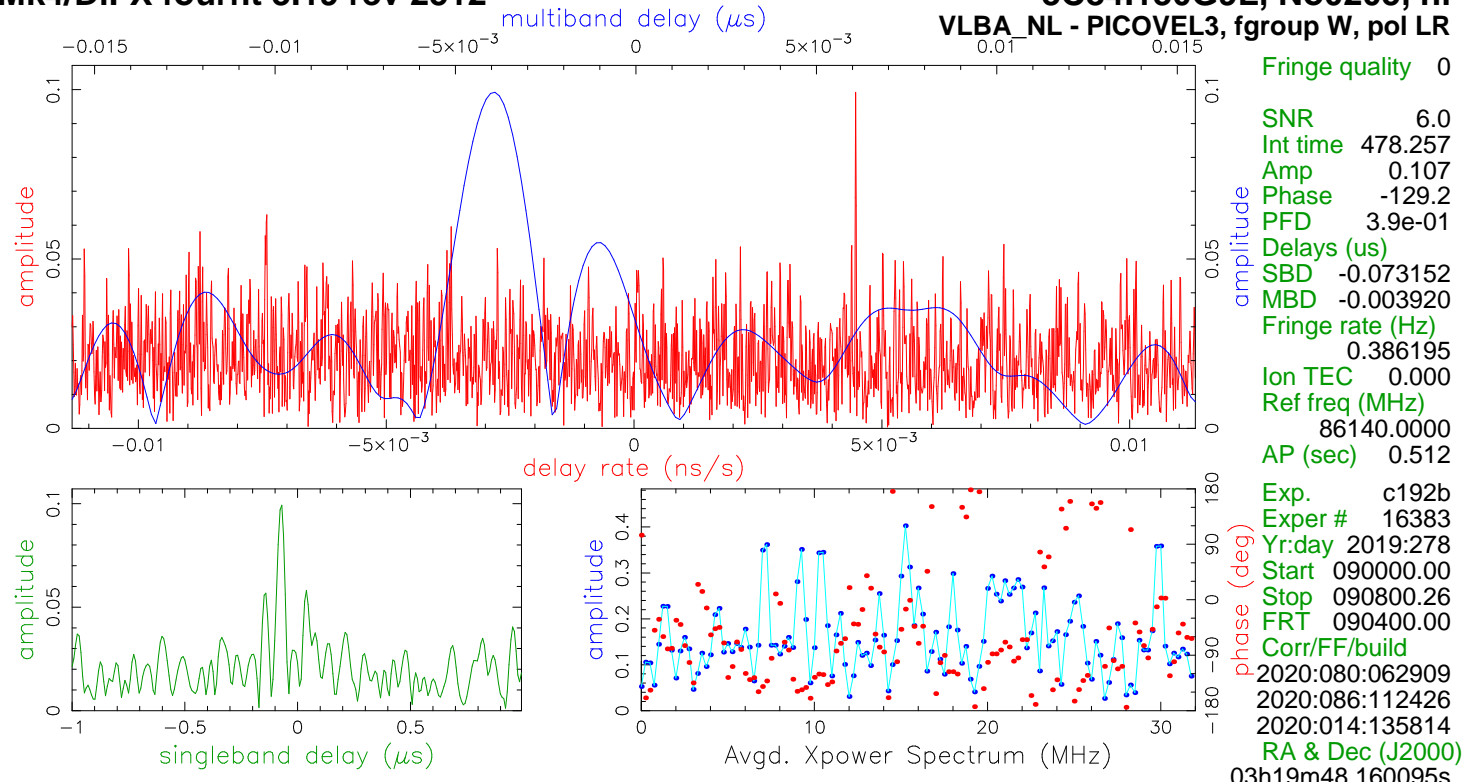 multiband delay (μs)
VLBA_NL - PICOVEL3, fgroup W, pol LR
−0.015 −0.01 −5×10⁻³ 0 5×10⁻³ 0.01 0.015
Fringe quality 0
SNR 6.0
Int time 478.257
Amp 0.107
Phase -129.2
PFD 3.9e-01
Delays (us)
SBD -0.073152
MBD -0.003920
Fringe rate (Hz)
0.386195
Ion TEC 0.000
Ref freq (MHz)
86140.0000
AP (sec) 0.512
Exp. c192b
Exper # 16383
Yr:day 2019:278
Start 090000.00
Stop 090800.26
FRT 090400.00
Corr/FF/build
2020:080:062909
2020:086:112426
2020:014:135814
RA & Dec (J2000)
03h19m48.160095s
amplitude
0 0.05 0.1
amplitude
0 0.05 0.1
−0.01 −5×10⁻³ 0 5×10⁻³ 0.01
delay rate (ns/s)
amplitude
0 0.05 0.1
−1 −0.5 0 0.5
singleband delay (μs)
amplitude
0 0.1 0.2 0.3 0.4
phase (deg)
−180 −90 0 90 180
0 10 20 30
Avgd. Xpower Spectrum (MHz)